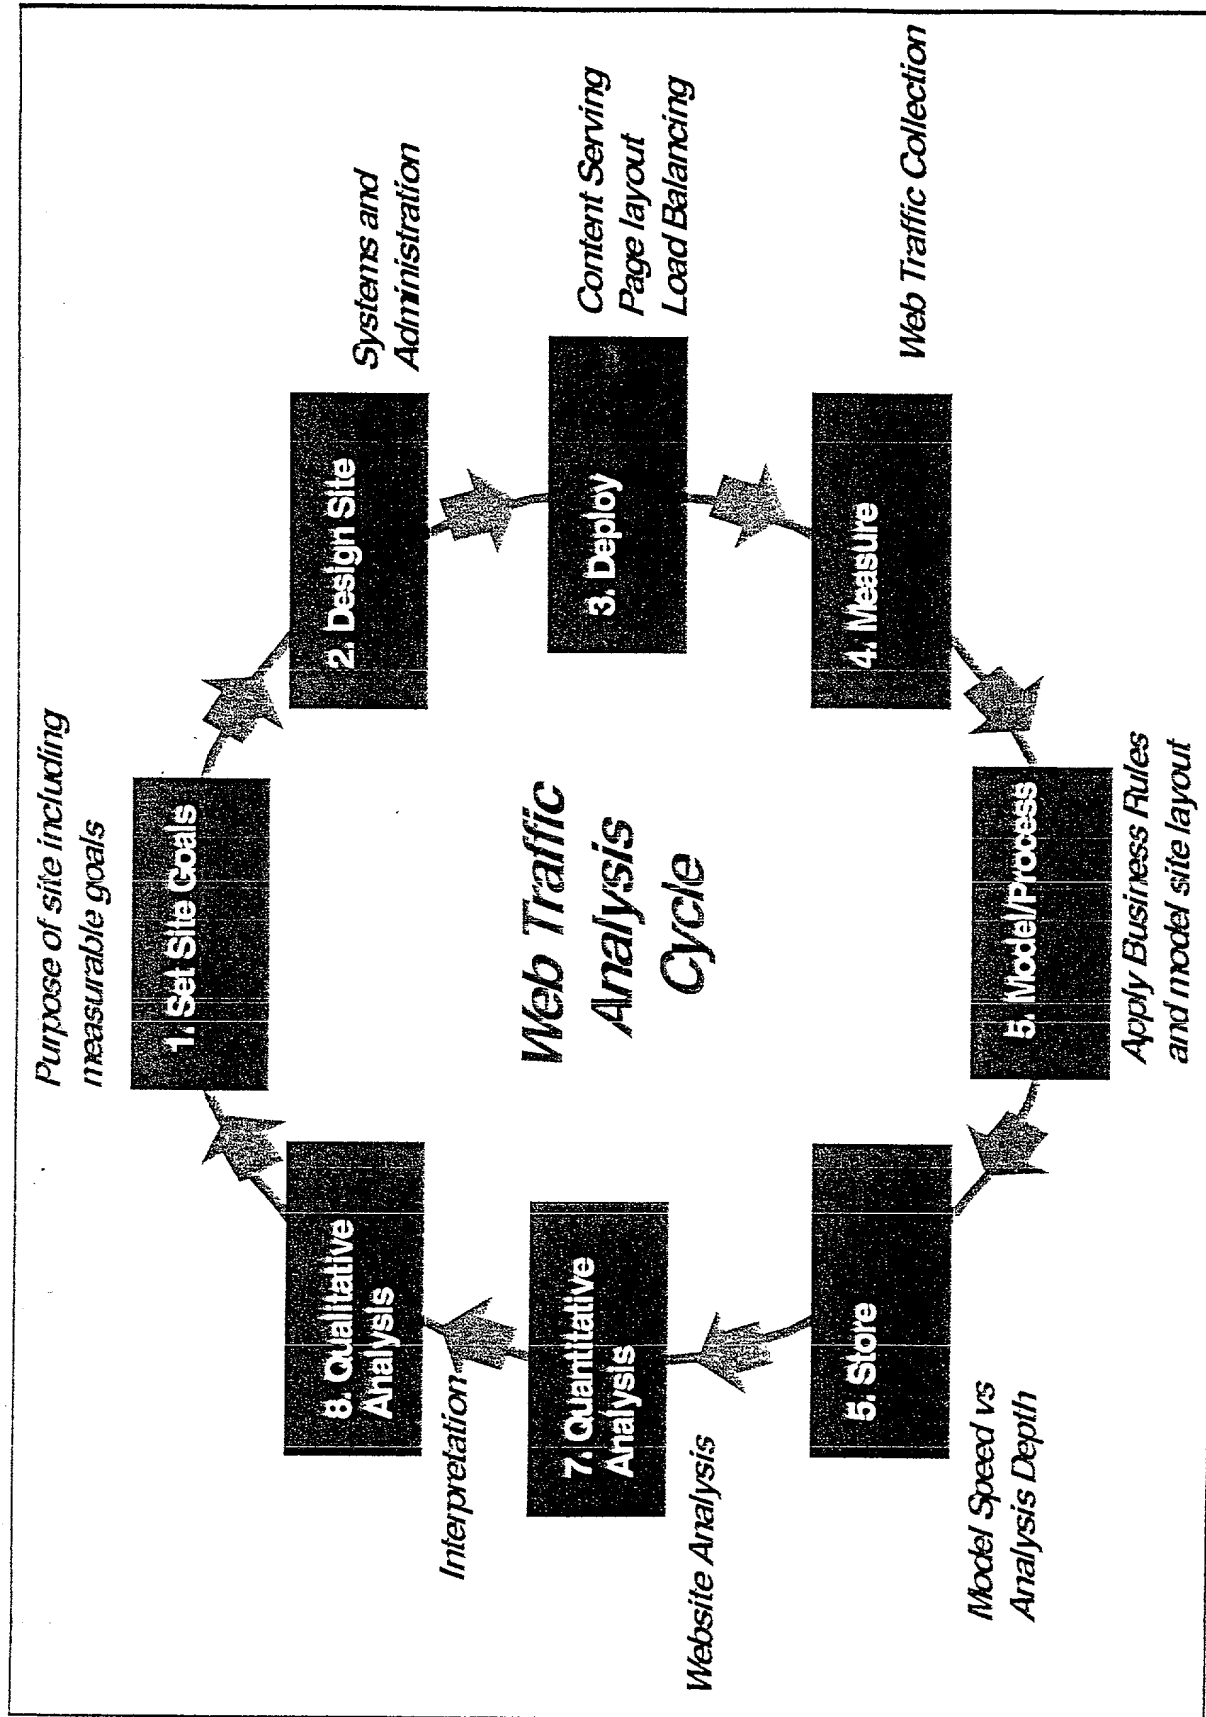 Purpose of site including
measurable goals
1. Set Site Goals
2. Design Site
Systems and
Administration
3. Deploy
Content Serving
Page layout
Load Balancing
4. Measure
Web Traffic Collection
5. Model/Process
Apply Business Rules
and model site layout
5. Store
Model Speed vs
Analysis Depth
7. Quantitative
Analysis
Website Analysis
8. Qualitative
Analysis
Interpretation
Web Traffic
Analysis
Cycle